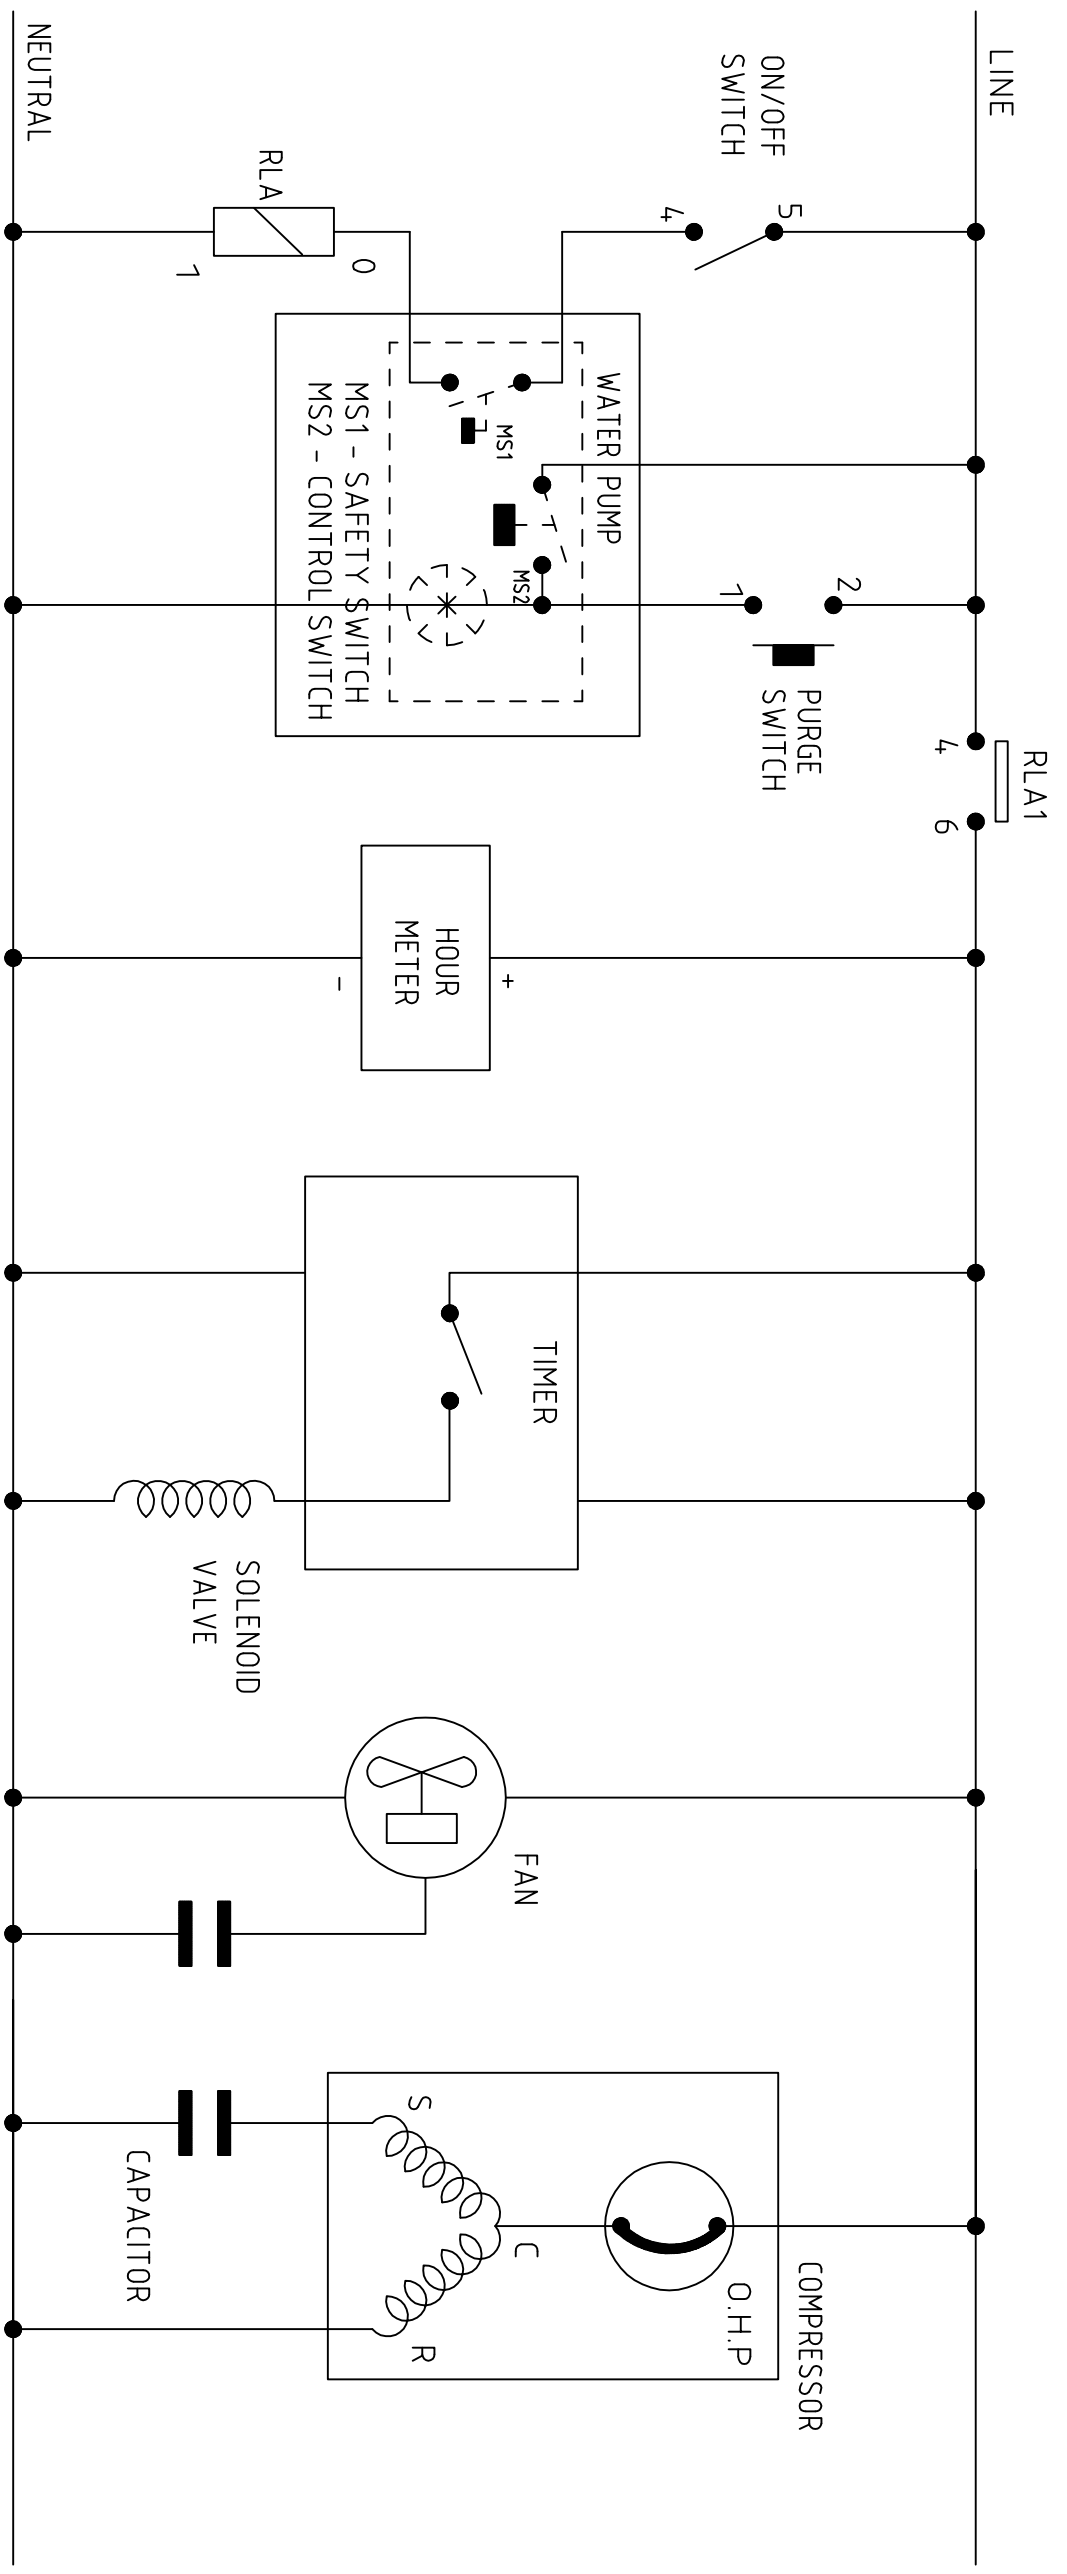 LINE
RLA1
4
6
ON/OFF
SWITCH
5
4
2
1
PURGE
SWITCH
WATER PUMP
MS1
MS2
MS1 - SAFETY SWITCH
MS2 - CONTROL SWITCH
RLA
0
1
+
HOUR
METER
-
TIMER
SOLENOID
VALVE
FAN
COMPRESSOR
O.H.P
C
S
R
CAPACITOR
NEUTRAL